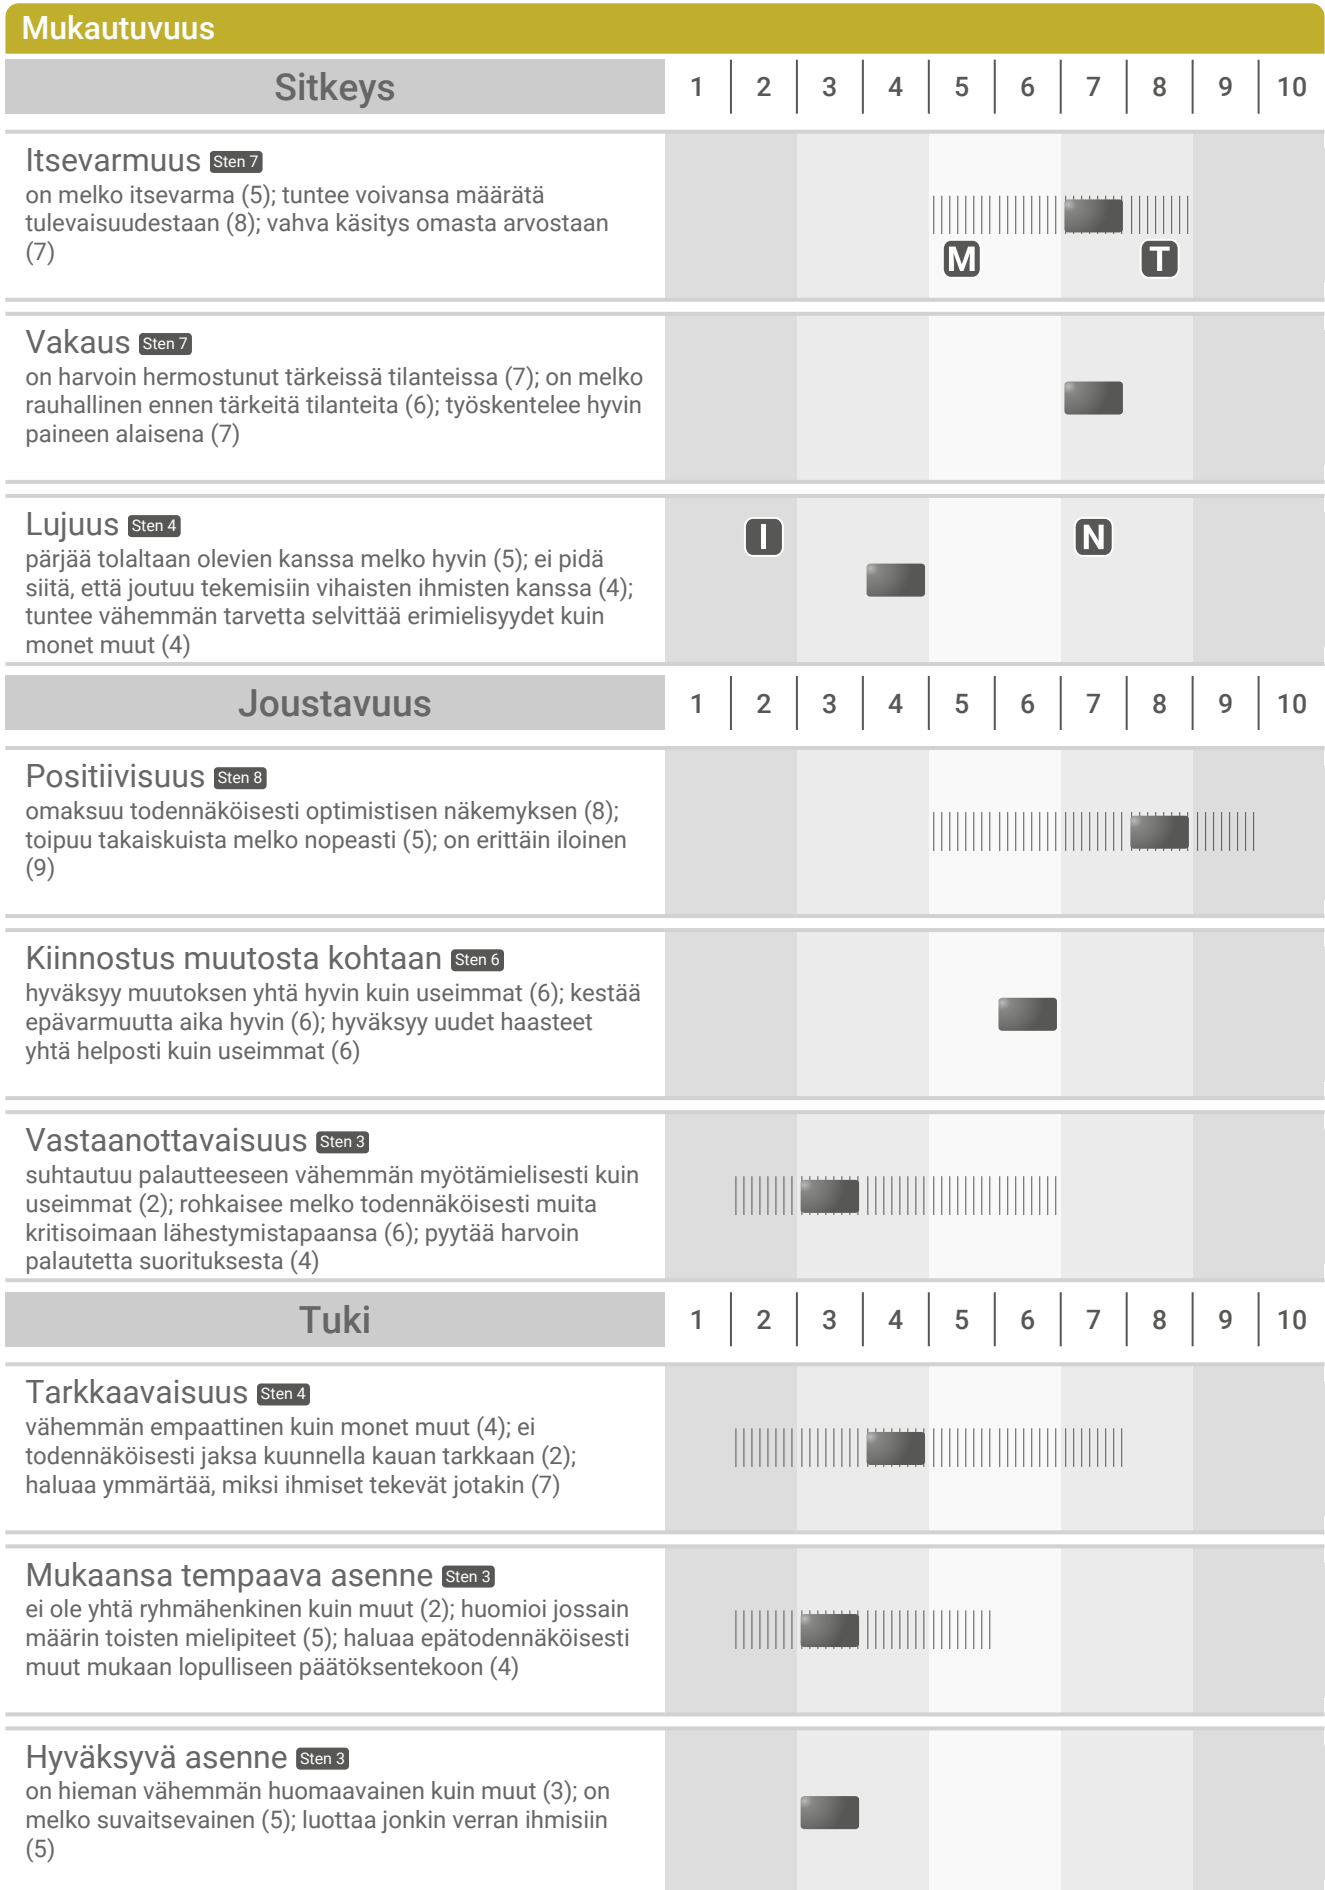 Mukautuvuus
Sitkeys 1 2 3 4 5 6 7 8 9 10
Itsevarmuus Sten 7
on melko itsevarma (5); tuntee voivansa määrätä
tulevaisuudestaan (8); vahva käsitys omasta arvostaan
(7)
M T
Vakaus Sten 7
on harvoin hermostunut tärkeissä tilanteissa (7); on melko
rauhallinen ennen tärkeitä tilanteita (6); työskentelee hyvin
paineen alaisena (7)
Lujuus Sten 4
I N
pärjää tolaltaan olevien kanssa melko hyvin (5); ei pidä
siitä, että joutuu tekemisiin vihaisten ihmisten kanssa (4);
tuntee vähemmän tarvetta selvittää erimielisyydet kuin
monet muut (4)
Joustavuus 1 2 3 4 5 6 7 8 9 10
Positiivisuus Sten 8
omaksuu todennäköisesti optimistisen näkemyksen (8);
toipuu takaiskuista melko nopeasti (5); on erittäin iloinen
(9)
Kiinnostus muutosta kohtaan Sten 6
hyväksyy muutoksen yhtä hyvin kuin useimmat (6); kestää
epävarmuutta aika hyvin (6); hyväksyy uudet haasteet
yhtä helposti kuin useimmat (6)
Vastaanottavaisuus Sten 3
suhtautuu palautteeseen vähemmän myötämielisesti kuin
useimmat (2); rohkaisee melko todennäköisesti muita
kritisoimaan lähestymistapaansa (6); pyytää harvoin
palautetta suorituksesta (4)
Tuki 1 2 3 4 5 6 7 8 9 10
Tarkkaavaisuus Sten 4
vähemmän empaattinen kuin monet muut (4); ei
todennäköisesti jaksa kuunnella kauan tarkkaan (2);
haluaa ymmärtää, miksi ihmiset tekevät jotakin (7)
Mukaansa tempaava asenne Sten 3
ei ole yhtä ryhmähenkinen kuin muut (2); huomioi jossain
määrin toisten mielipiteet (5); haluaa epätodennäköisesti
muut mukaan lopulliseen päätöksentekoon (4)
Hyväksyvä asenne Sten 3
on hieman vähemmän huomaavainen kuin muut (3); on
melko suvaitsevainen (5); luottaa jonkin verran ihmisiin
(5)